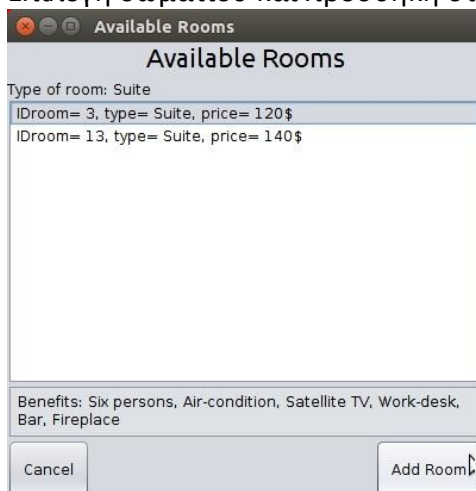 Available Rooms
Available Rooms
Type of room: Suite
IDroom= 3, type= Suite, price= 120$
IDroom= 13, type= Suite, price= 140$
Benefits: Six persons, Air-condition, Satellite TV, Work-desk,
Bar, Fireplace
Cancel
Add Room